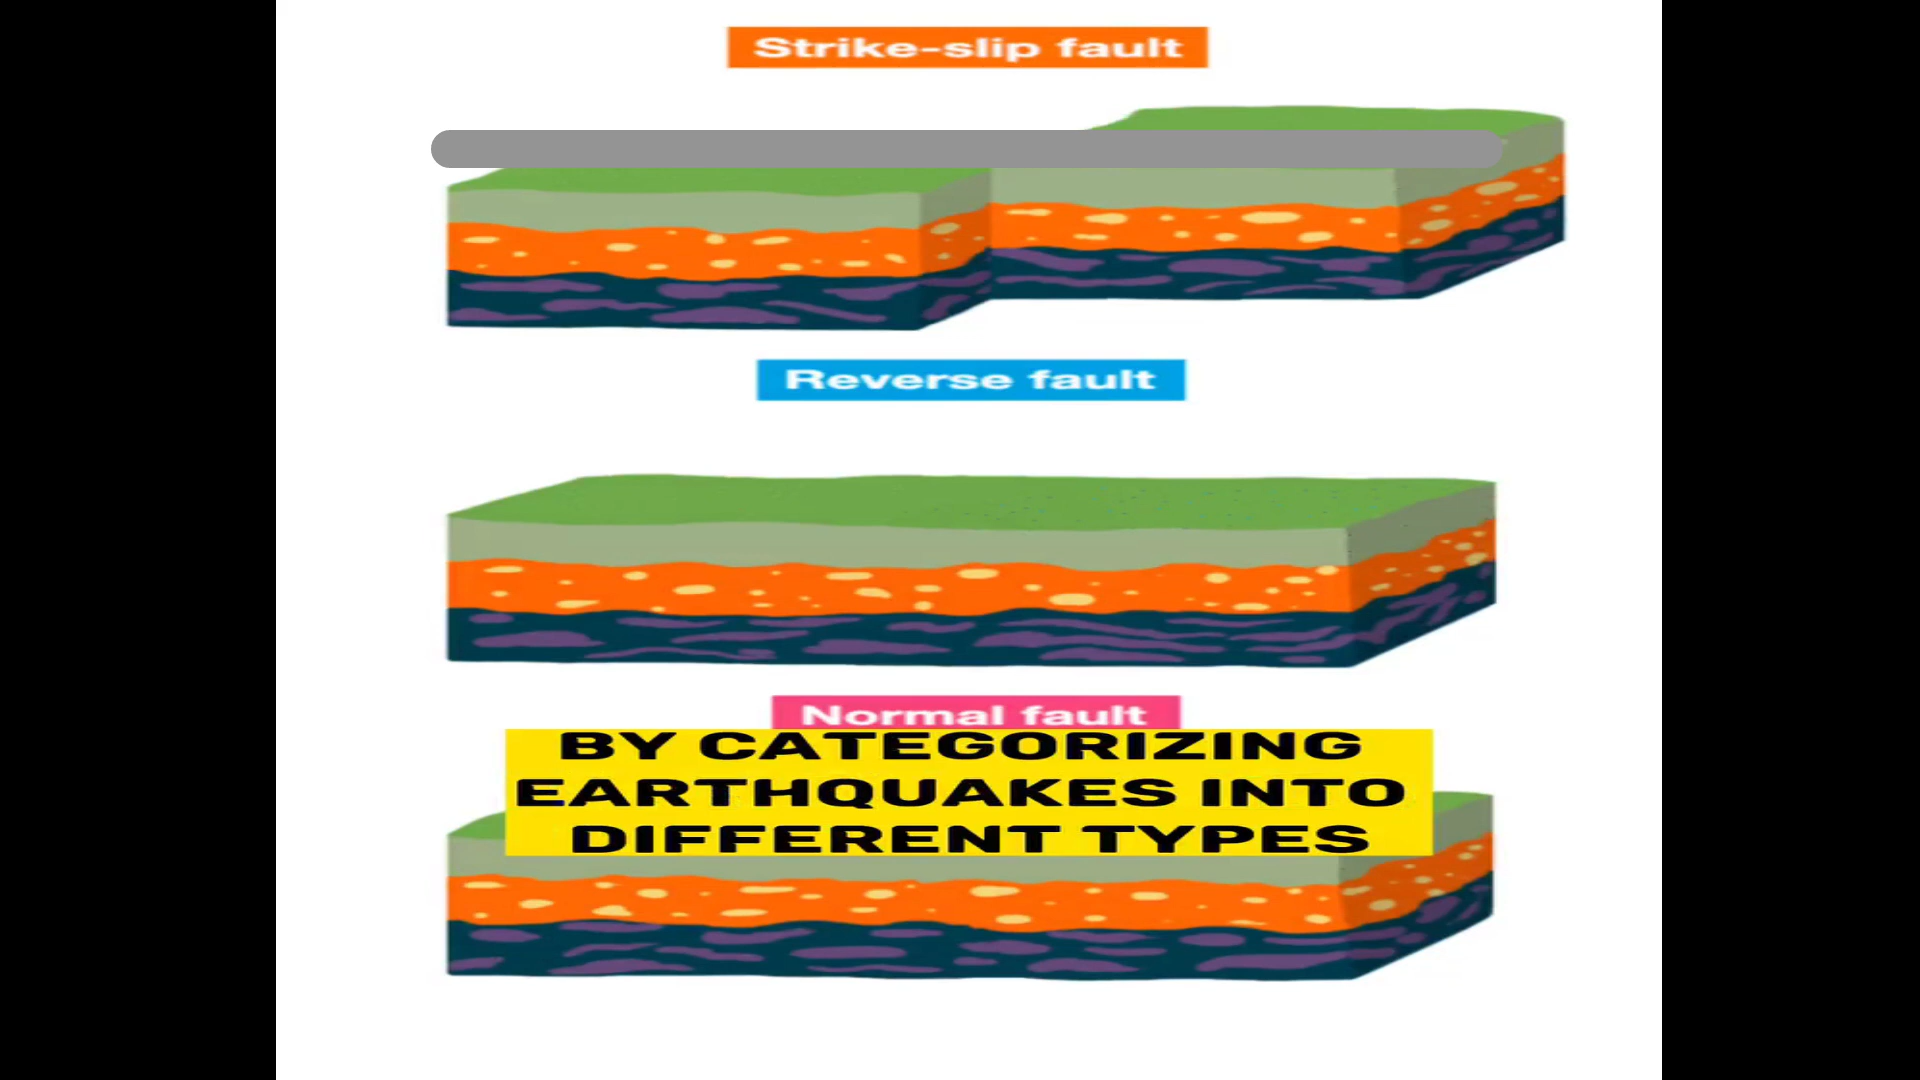 Strike-slip fault
Reverse fault
Normal fault
BY CATEGORIZING
EARTHQUAKES INTO
DIFFERENT TYPES